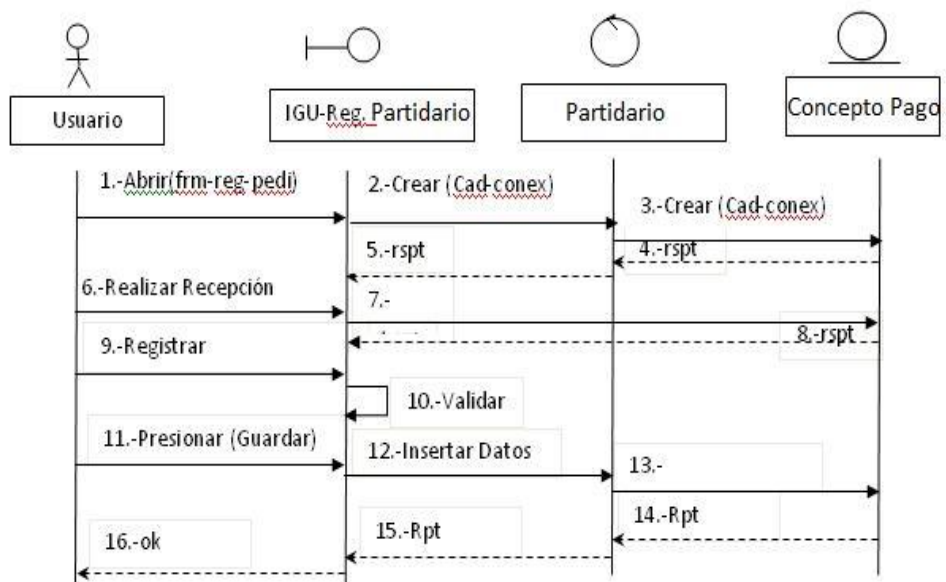 Usuario
IGU-Reg. Partidario
Partidario
Concepto Pago
1.-Abrir(frm-reg-pedi)
2.-Crear (Cad-conex)
3.-Crear (Cad-conex)
4.-rspt
5.-rspt
6.-Realizar Recepción
7.-
8.-rspt
9.-Registrar
10.-Validar
11.-Presionar (Guardar)
12.-Insertar Datos
13.-
14.-Rpt
15.-Rpt
16.-ok